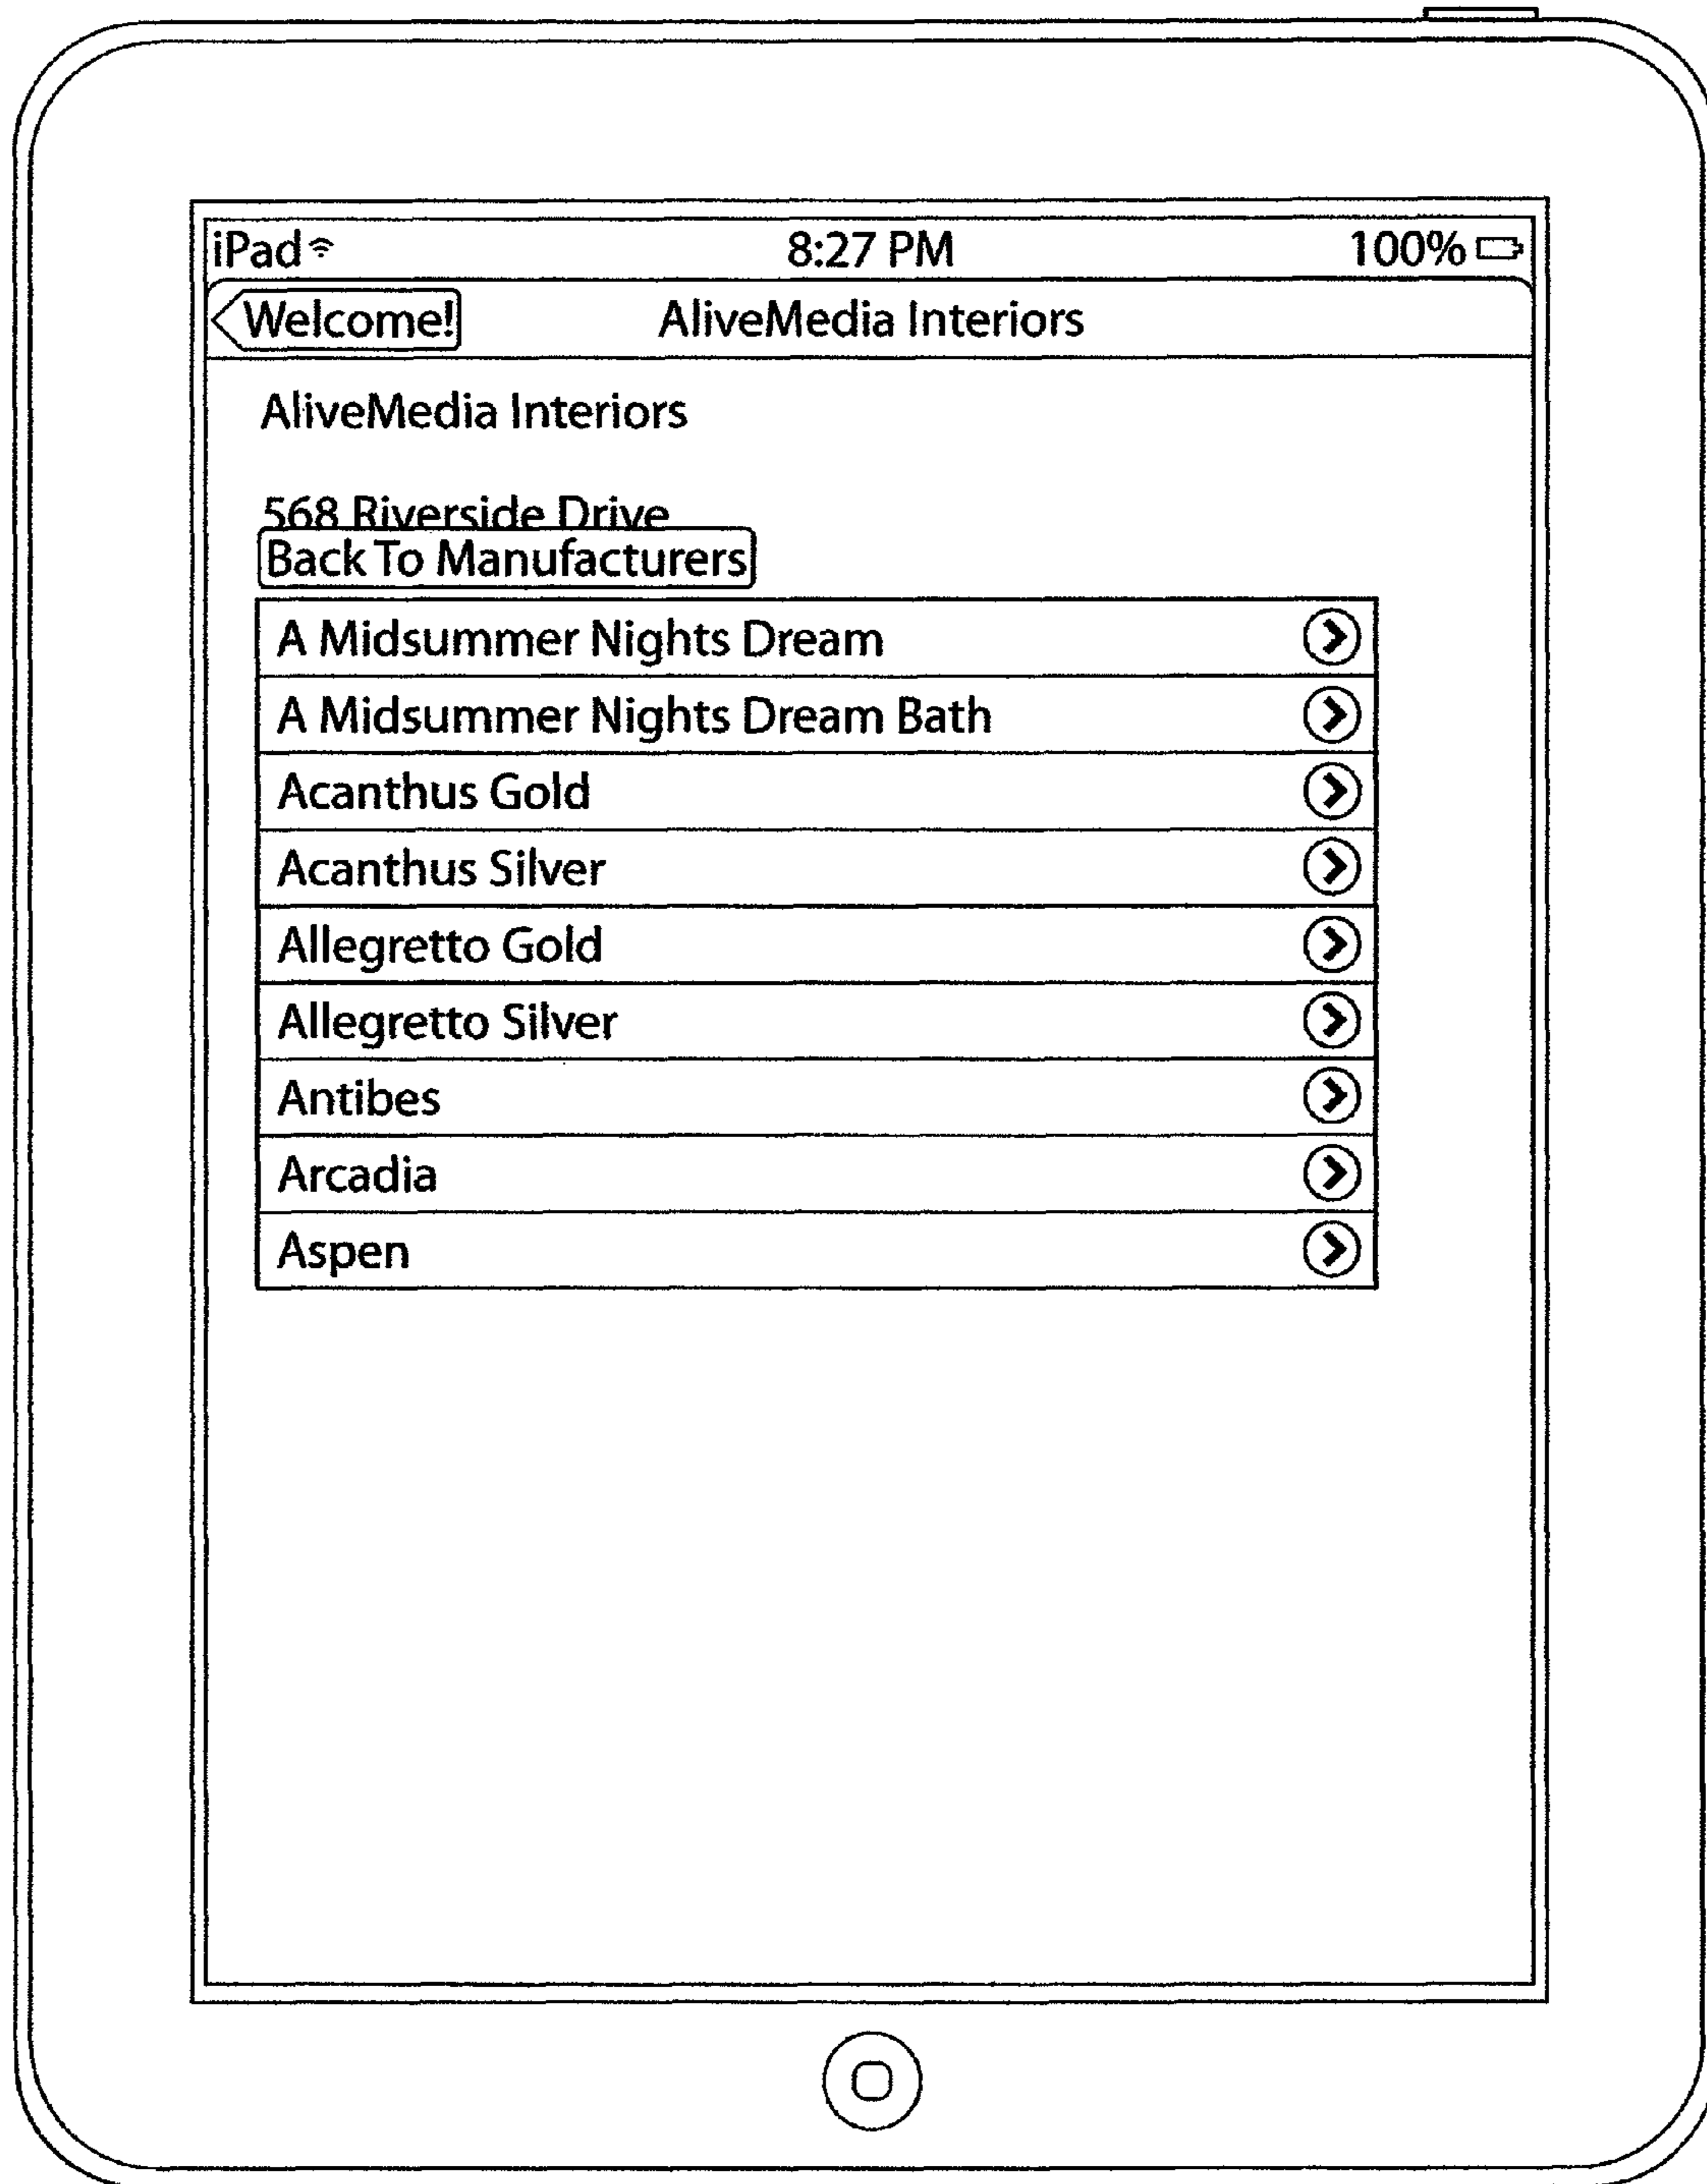 iPad 8:27 PM 100%
Welcome! AliveMedia Interiors
AliveMedia Interiors
568 Riverside Drive
Back To Manufacturers
A Midsummer Nights Dream
A Midsummer Nights Dream Bath
Acanthus Gold
Acanthus Silver
Allegretto Gold
Allegretto Silver
Antibes
Arcadia
Aspen